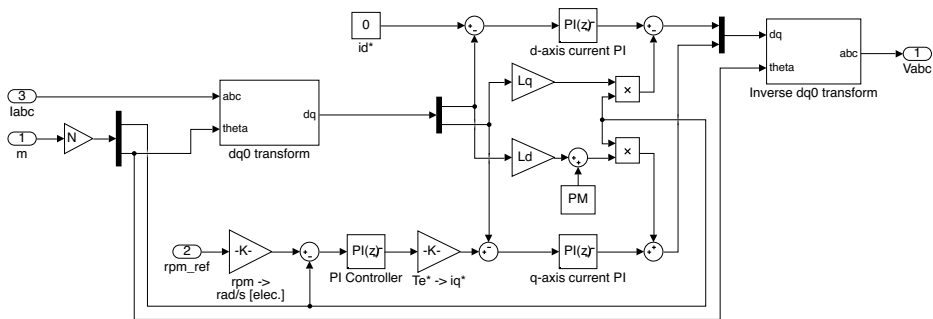 0
id*
+
-
PI(z)
d-axis current PI
+
-
dq
theta
abc
Inverse dq0 transform
1
Vabc
3
Iabc
1
m
N
abc
theta
dq
dq0 transform
Lq
×
Ld
+
+
×
PM
2
rpm_ref
-K-
rpm ->
rad/s [elec.]
+
-
PI(z)
PI Controller
-K-
Te* -> iq*
-
+
PI(z)
q-axis current PI
+
+